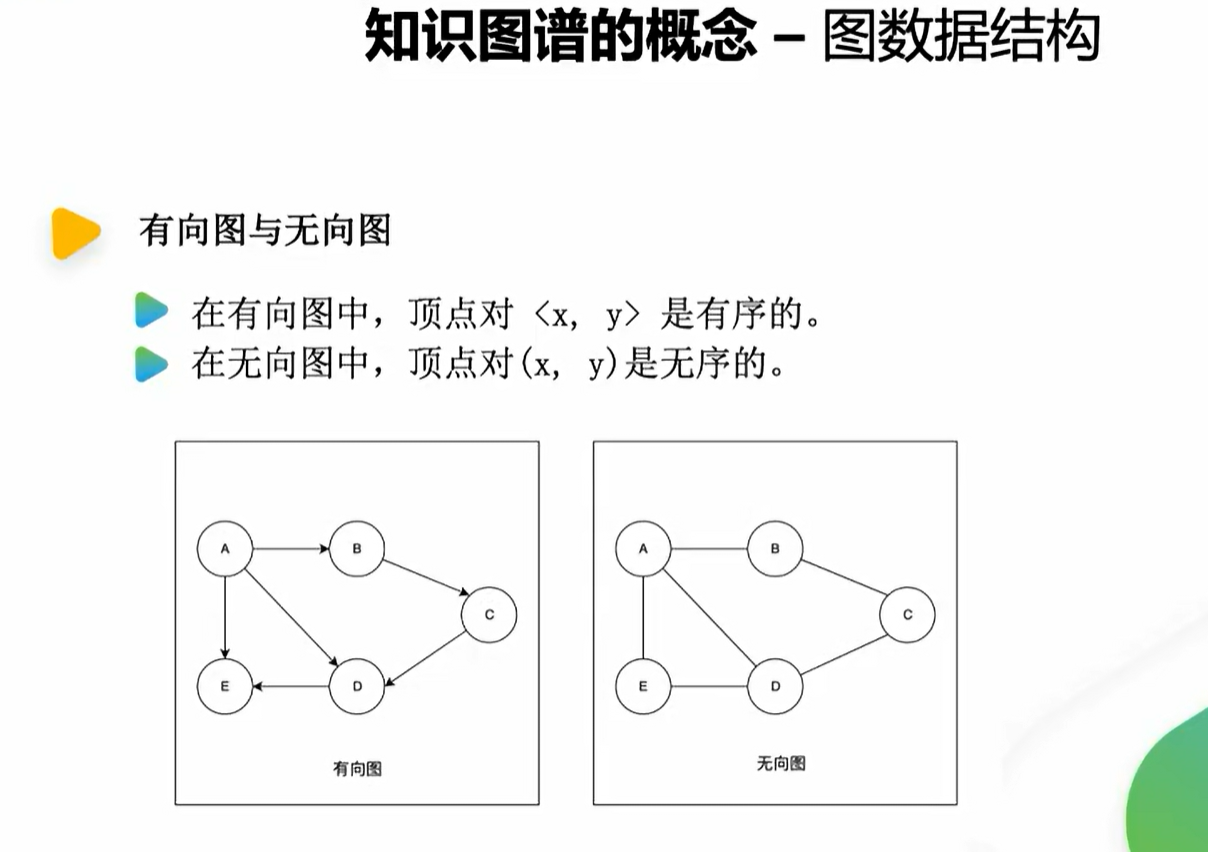 知识图谱的概念 – 图数据结构
有向图与无向图
在有向图中，顶点对 <x, y> 是有序的。
在无向图中，顶点对(x, y)是无序的。
A
B
C
E
D
有向图
A
B
C
E
D
无向图